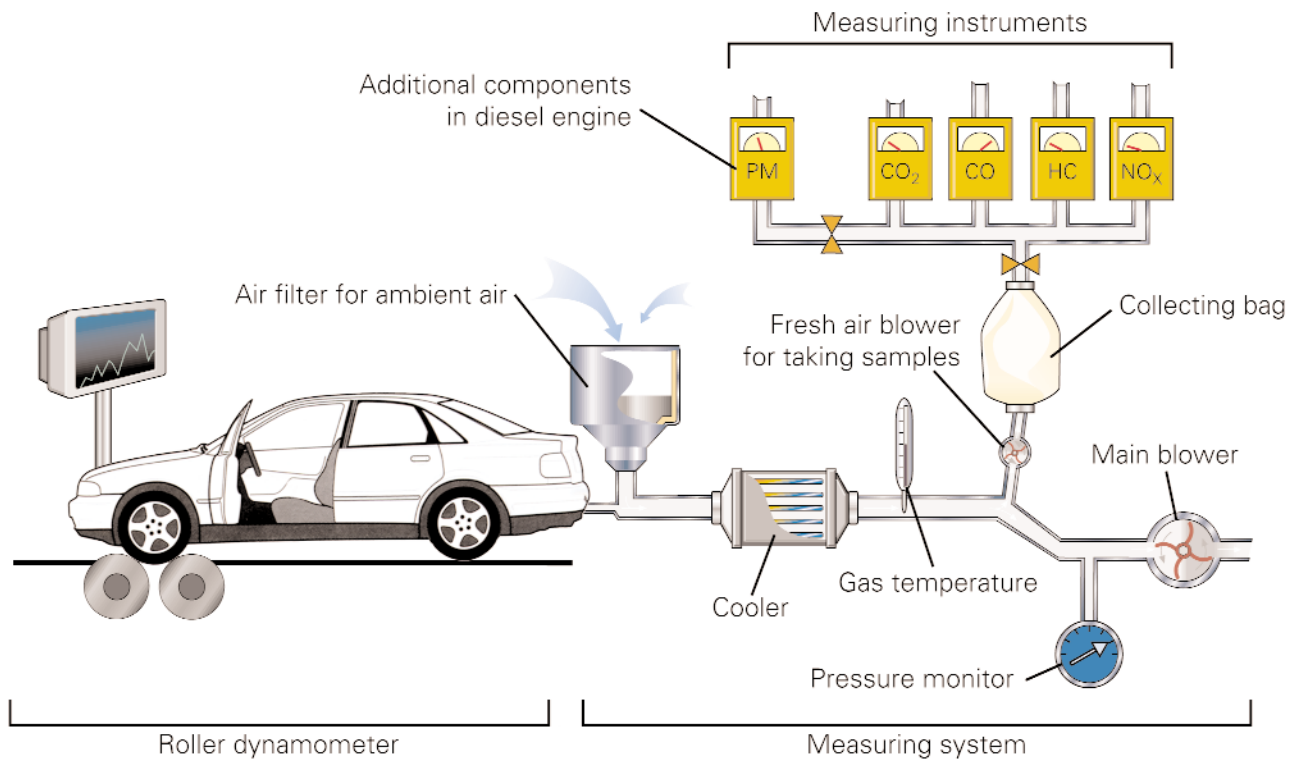 Measuring instruments
Additional components
in diesel engine
PM
CO₂
CO
HC
NOₓ
Air filter for ambient air
Fresh air blower
for taking samples
Collecting bag
Main blower
Gas temperature
Cooler
Pressure monitor
Roller dynamometer
Measuring system